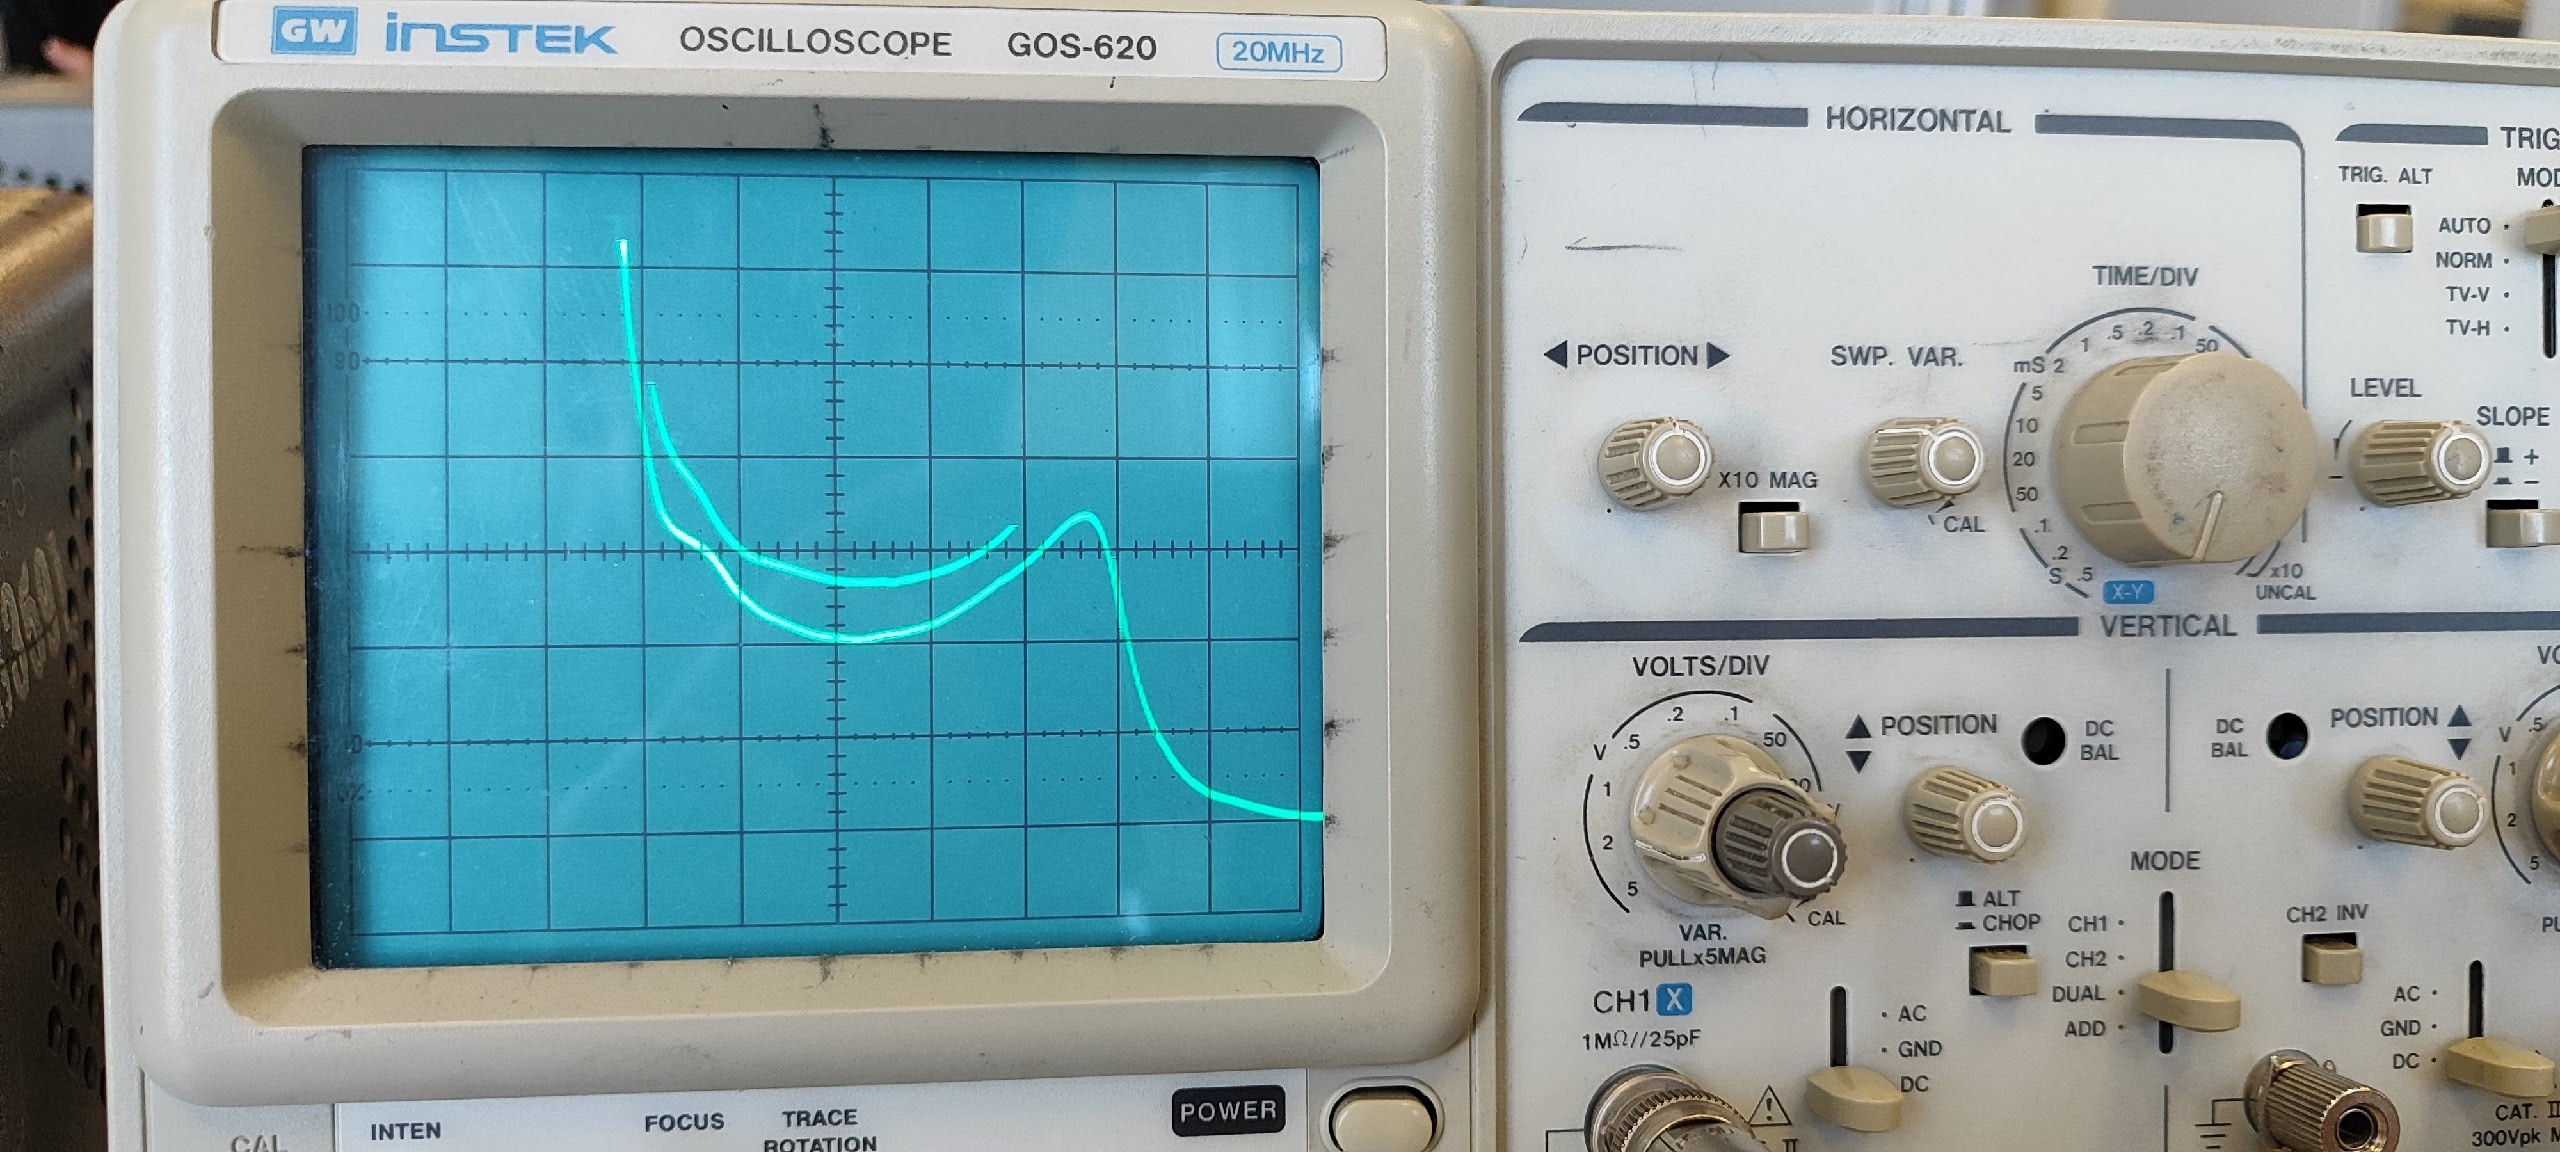 GW INSTEK OSCILLOSCOPE GOS-620 20MHz
100
90
HORIZONTAL
◀ POSITION ▶
X10 MAG
SWP. VAR.
CAL
TIME/DIV
mS 2 1 .5 .2 .1 50
5
10
20
50
.1
.2
S .5
X-Y
x10
UNCAL
TRIG. ALT
AUTO
NORM
TV-V
TV-H
LEVEL
SLOPE
+
−
VERTICAL
VOLTS/DIV
V .5 .2 .1 50
1
2
5
CAL
VAR.
PULLx5MAG
▲ POSITION
▼
DC
BAL
DC
BAL
POSITION ▲
▼
V .5
1
2
5
MODE
CH1
CH2
DUAL
ADD
ALT
CHOP
CH2 INV
CH1 X
1MΩ//25pF
AC
GND
DC
AC
GND
DC
CAT. II
300Vpk
INTEN
FOCUS
TRACE
ROTATION
POWER
CAL